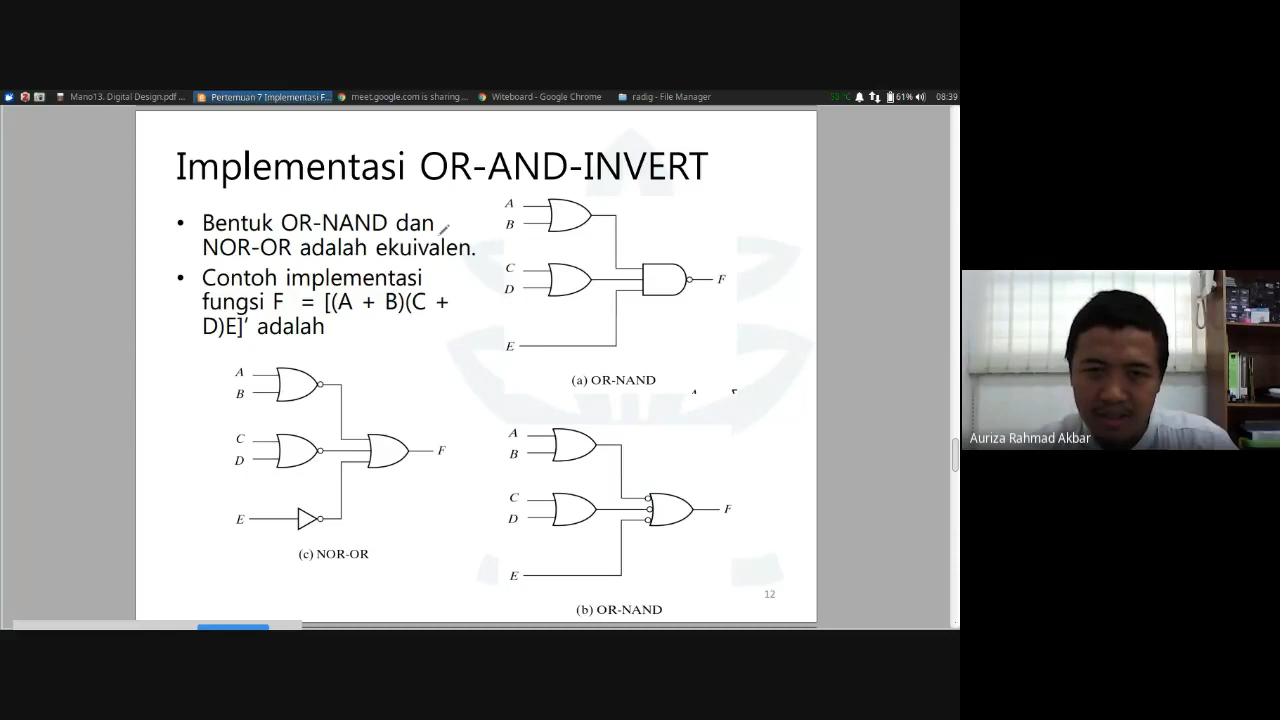 Mano13. Digital Design.pdf ...
Pertemuan 7 Implementasi F...
meet.google.com is sharing ...
Witeboard - Google Chrome
radig - File Manager
61%
08:39
Implementasi OR-AND-INVERT
• Bentuk OR-NAND dan
NOR-OR adalah ekuivalen.
• Contoh implementasi
fungsi F = [(A + B)(C +
D)E]’ adalah
A
B
C
D
E
F
(a) OR-NAND
A
B
C
D
E
F
(c) NOR-OR
A
B
C
D
E
F
(b) OR-NAND
12
Auriza Rahmad Akbar